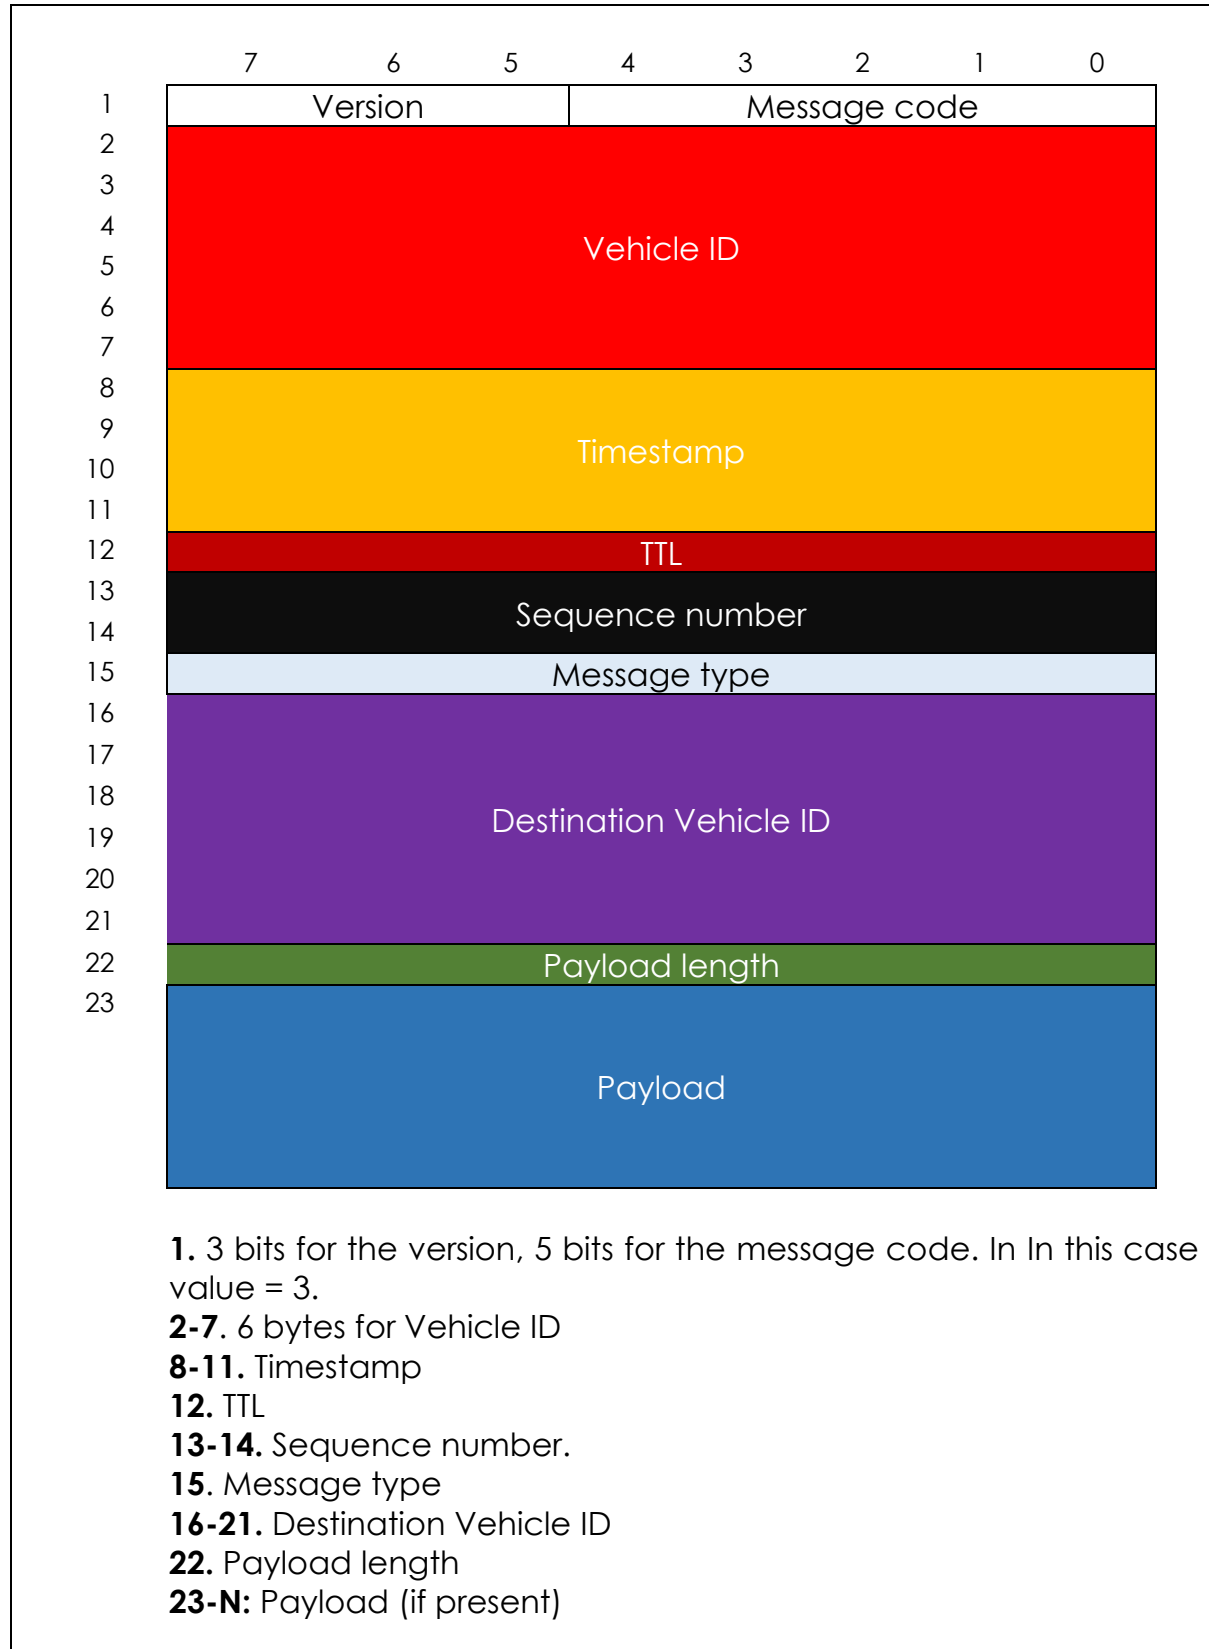 7 6 5 4 3 2 1 0
1 Version Message code
2
3
4
Vehicle ID
5
6
7
8
9
Timestamp
10
11
12 TTL
13
Sequence number
14
15 Message type
16
17
18
Destination Vehicle ID
19
20
21
22 Payload length
23
Payload
1. 3 bits for the version, 5 bits for the message code. In In this case
value = 3.
2-7. 6 bytes for Vehicle ID
8-11. Timestamp
12. TTL
13-14. Sequence number.
15. Message type
16-21. Destination Vehicle ID
22. Payload length
23-N: Payload (if present)